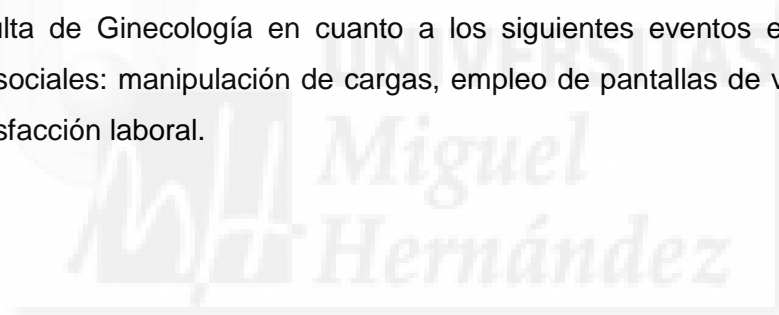 ulta de Ginecología en cuanto a los siguientes eventos e
sociales: manipulación de cargas, empleo de pantallas de v
sfacción laboral.
UNIVERSITAS
Miguel
Hernández